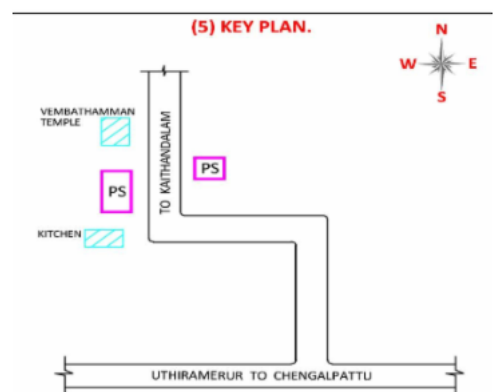 (5) KEY PLAN.
N
W E
S
VEMBATHAMMAN
TEMPLE
TO KAITHANDALAM
PS
PS
KITCHEN
UTHIRAMERUR TO CHENGALPATTU